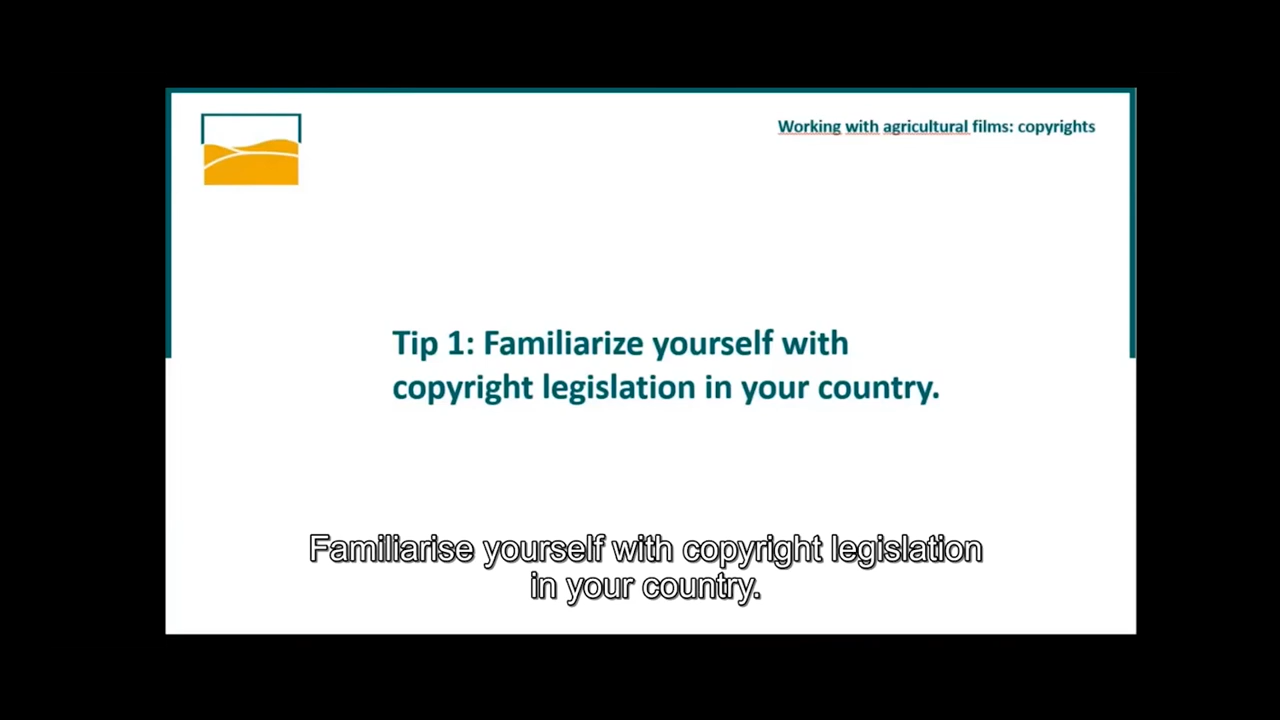 Working with agricultural films: copyrights
Tip 1: Familiarize yourself with
copyright legislation in your country.
Familiarise yourself with copyright legislation
in your country.